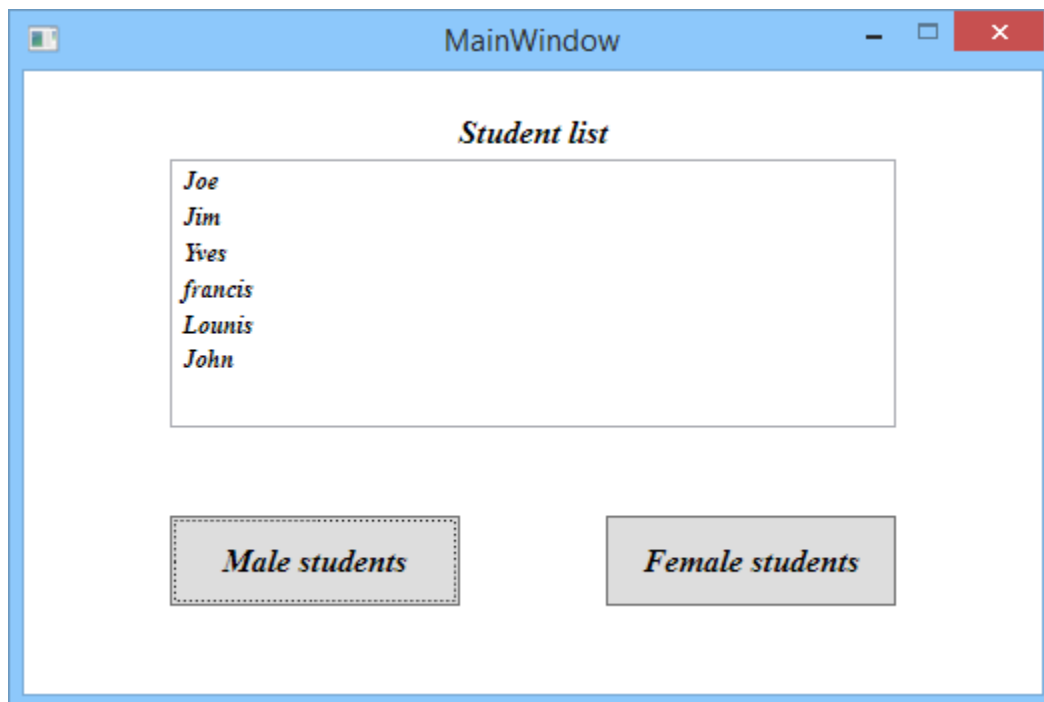 MainWindow
Student list
Joe
Jim
Yves
francis
Lounis
John
Male students
Female students